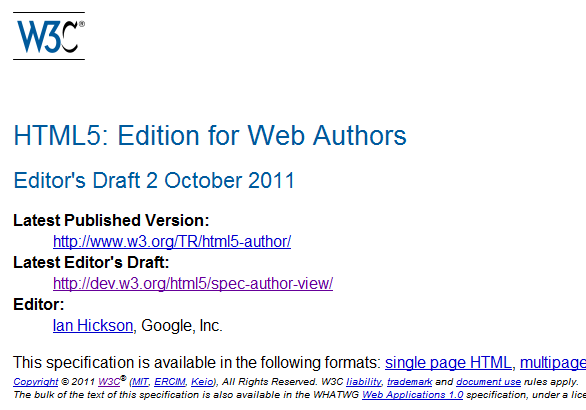 W3C®
HTML5: Edition for Web Authors
Editor's Draft 2 October 2011
Latest Published Version:
http://www.w3.org/TR/html5-author/
Latest Editor's Draft:
http://dev.w3.org/html5/spec-author-view/
Editor:
Ian Hickson, Google, Inc.
This specification is available in the following formats: single page HTML, multipage
Copyright © 2011 W3C® (MIT, ERCIM, Keio), All Rights Reserved. W3C liability, trademark and document use rules apply.
The bulk of the text of this specification is also available in the WHATWG Web Applications 1.0 specification, under a